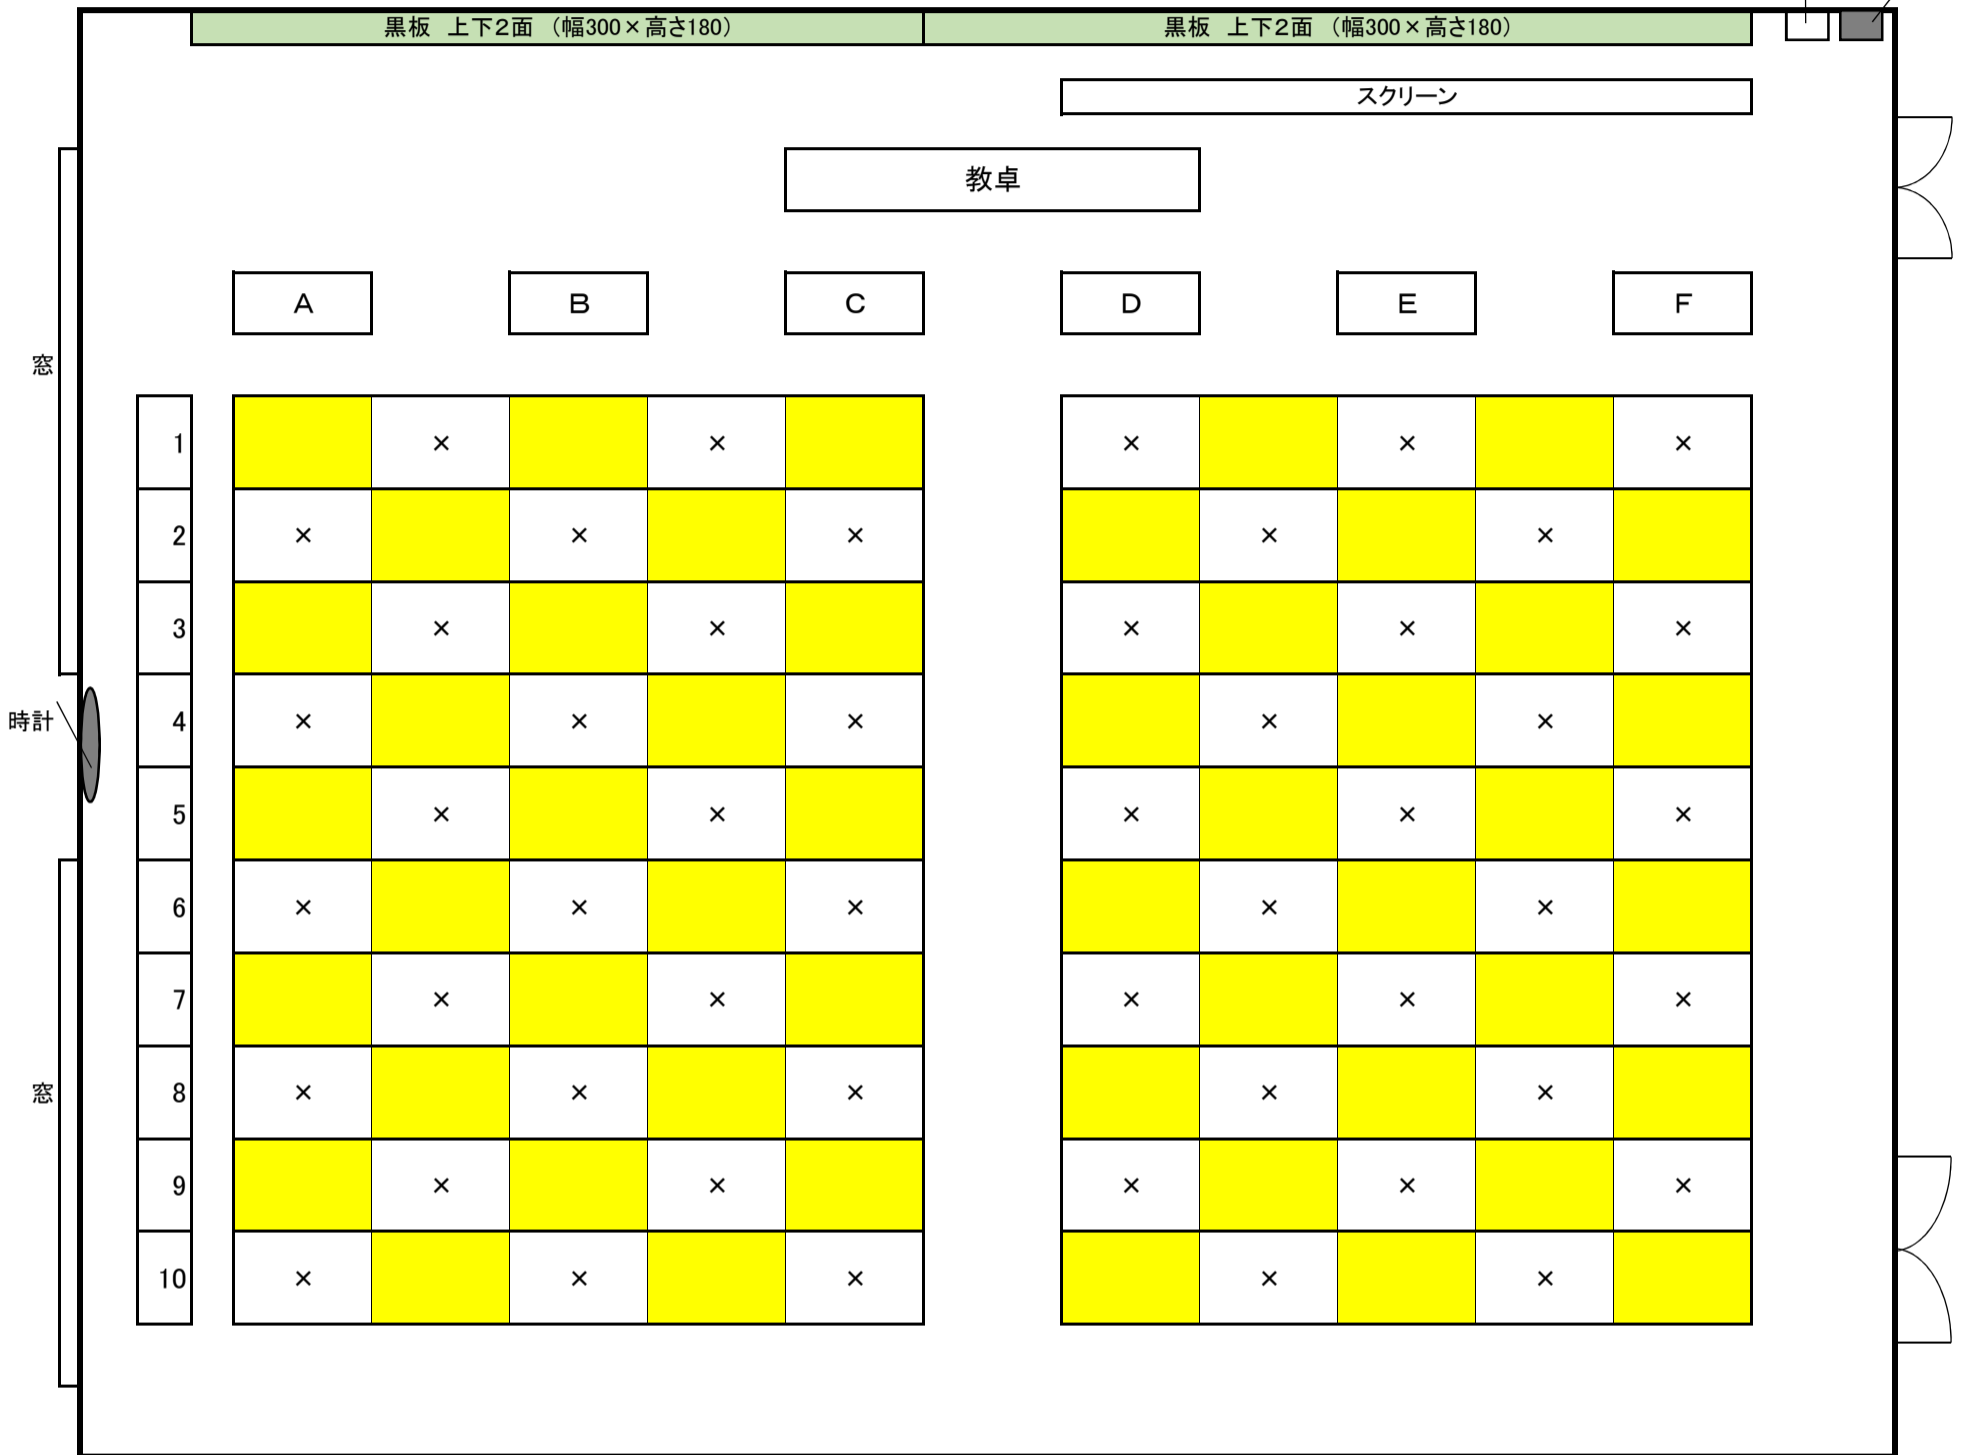 黒板　上下２面　（幅300×高さ180）　黒板　上下２面　（幅300×高さ180）
スクリーン
教卓
Ａ Ｂ Ｃ Ｄ Ｅ Ｆ
窓
1 × × × × ×
2 × × × × ×
3 × × × × ×
時計
4 × × × × ×
5 × × × × ×
6 × × × × ×
7 × × × × ×
窓
8 × × × × ×
9 × × × × ×
10 × × × × ×